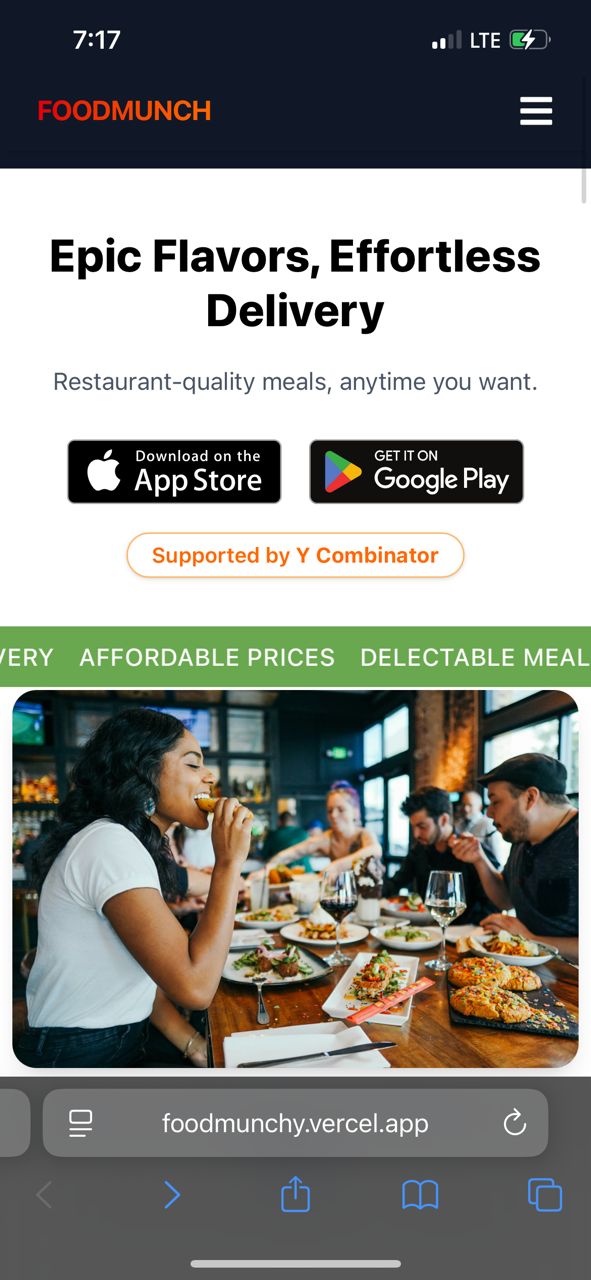 7:17
LTE
FOODMUNCH
Epic Flavors, Effortless
Delivery
Restaurant-quality meals, anytime you want.
Download on the
App Store
GET IT ON
Google Play
Supported by Y Combinator
VERY AFFORDABLE PRICES DELECTABLE MEAL
foodmunchy.vercel.app